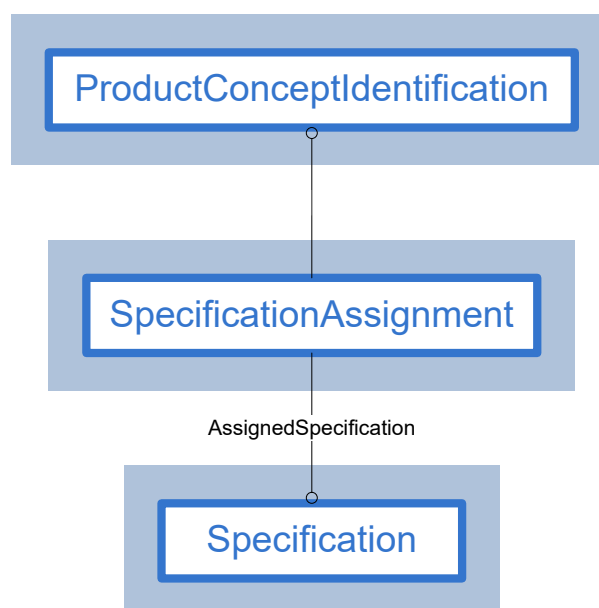 ProductConceptIdentification
SpecificationAssignment
AssignedSpecification
Specification